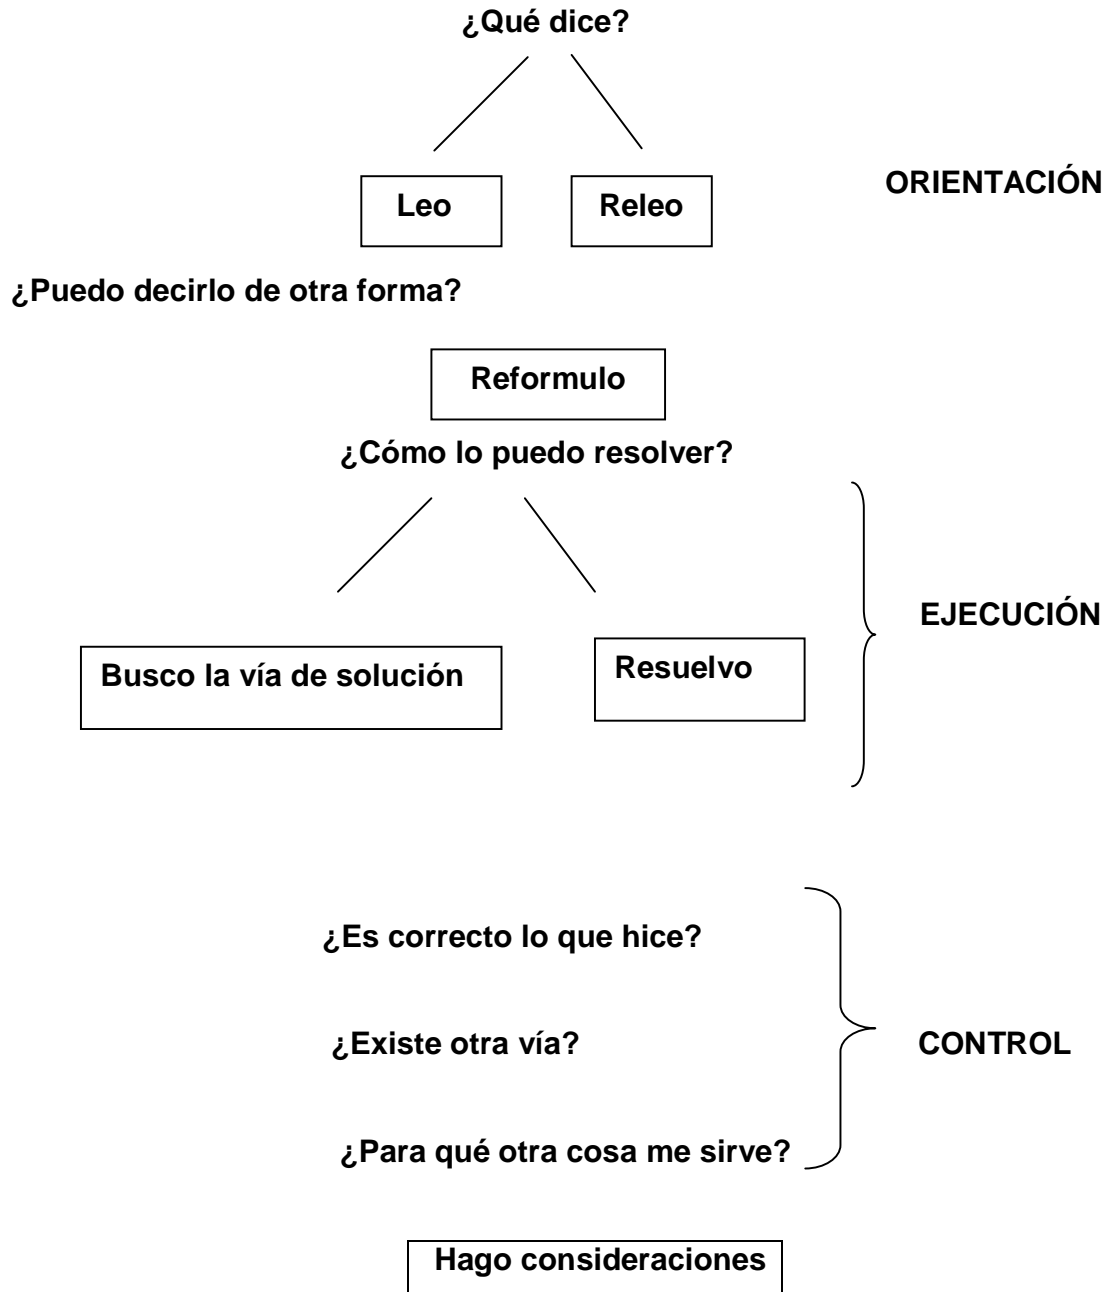 ¿Qué dice?
ORIENTACIÓN
Leo
Releo
¿Puedo decirlo de otra forma?
Reformulo
¿Cómo lo puedo resolver?
EJECUCIÓN
Busco la vía de solución
Resuelvo
¿Es correcto lo que hice?
¿Existe otra vía?
CONTROL
¿Para qué otra cosa me sirve?
Hago consideraciones